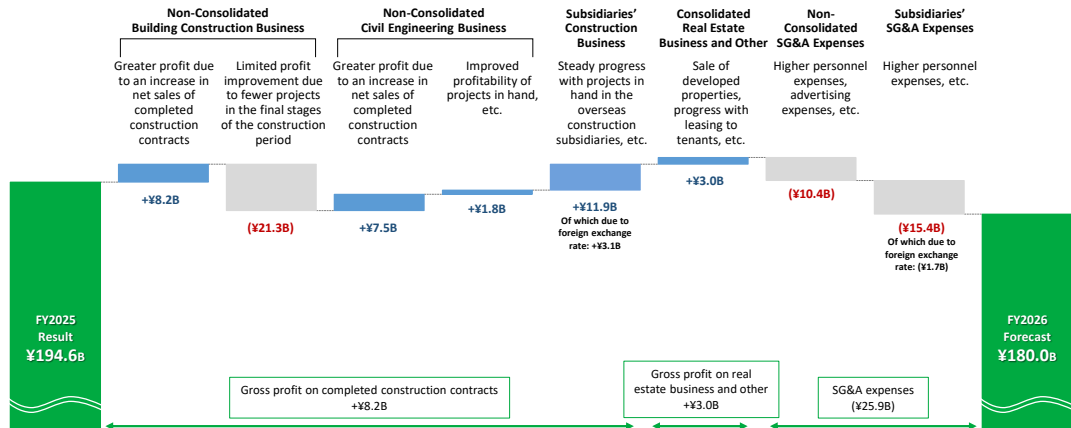 Non-Consolidated
Building Construction Business
Greater profit due
to an increase in
net sales of
completed
construction
contracts
Limited profit
improvement due
to fewer projects
in the final stages
of the construction
period
Non-Consolidated
Civil Engineering Business
Greater profit due
to an increase in
net sales of
completed
construction
contracts
Improved
profitability of
projects in hand,
etc.
Subsidiaries'
Construction
Business
Steady progress
with projects in
hand in the
overseas
construction
subsidiaries, etc.
Consolidated
Real Estate
Business and Other
Sale of
developed
properties,
progress with
leasing to
tenants, etc.
Non-
Consolidated
SG&A Expenses
Higher personnel
expenses,
advertising
expenses, etc.
Subsidiaries'
SG&A Expenses
Higher personnel
expenses, etc.
+¥8.2B
(¥21.3B)
+¥7.5B
+¥1.8B
+¥11.9B
Of which due to
foreign exchange
rate: +¥3.1B
+¥3.0B
(¥10.4B)
(¥15.4B)
Of which due to
foreign exchange
rate: (¥1.7B)
FY2025
Result
¥194.6B
FY2026
Forecast
¥180.0B
Gross profit on completed construction contracts
+¥8.2B
Gross profit on real
estate business and other
+¥3.0B
SG&A expenses
(¥25.9B)